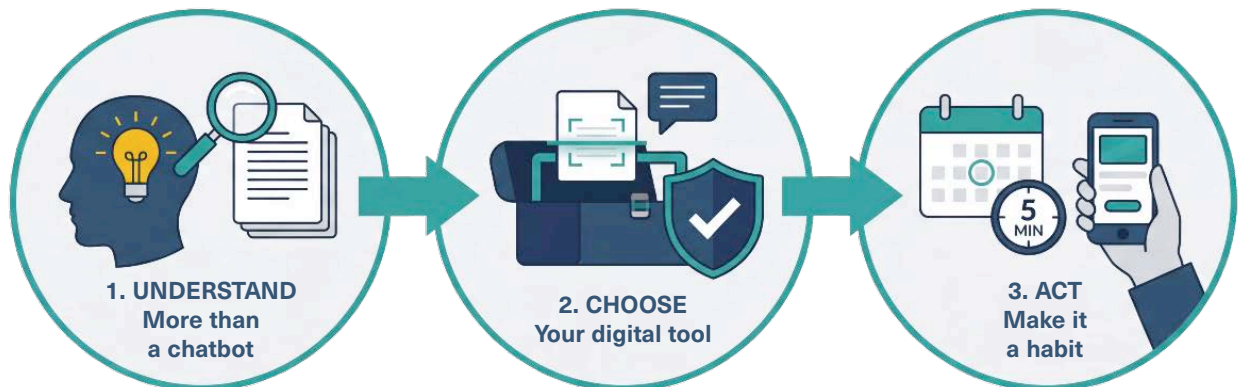 1. UNDERSTAND
More than
a chatbot
2. CHOOSE
Your digital tool
5
MIN
3. ACT
Make it
a habit